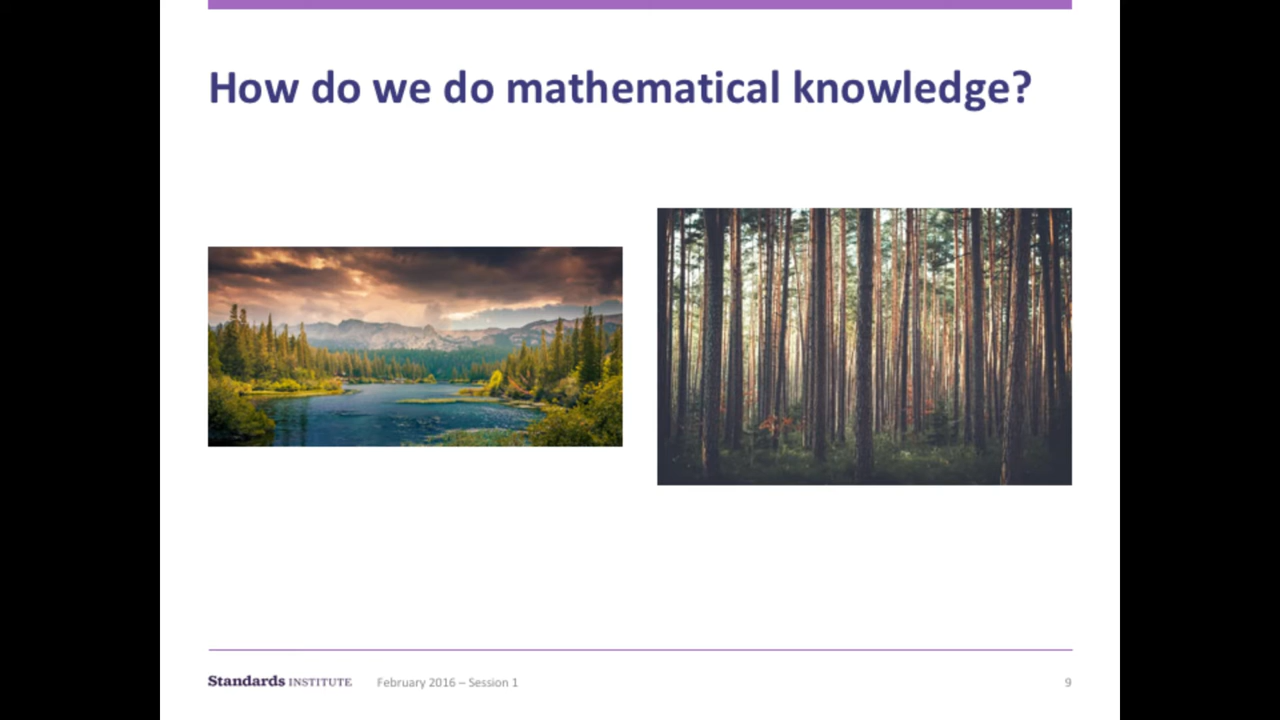 How do we do mathematical knowledge?
Standards INSTITUTE February 2016 – Session 1 9